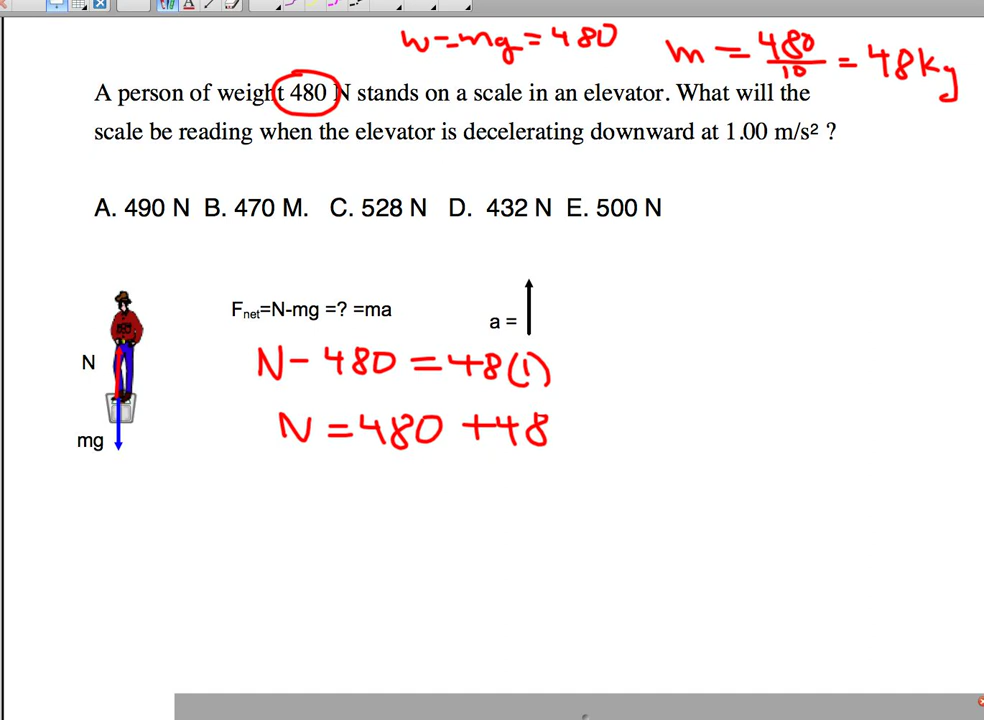 w=mg=480
m = 480/10 = 48kg
A person of weight 480 N stands on a scale in an elevator. What will the
scale be reading when the elevator is decelerating downward at 1.00 m/s² ?
A. 490 N B. 470 M. C. 528 N D. 432 N E. 500 N
Fnet=N-mg =? =ma
a =
N
N - 480 = 48(1)
N = 480 + 48
mg